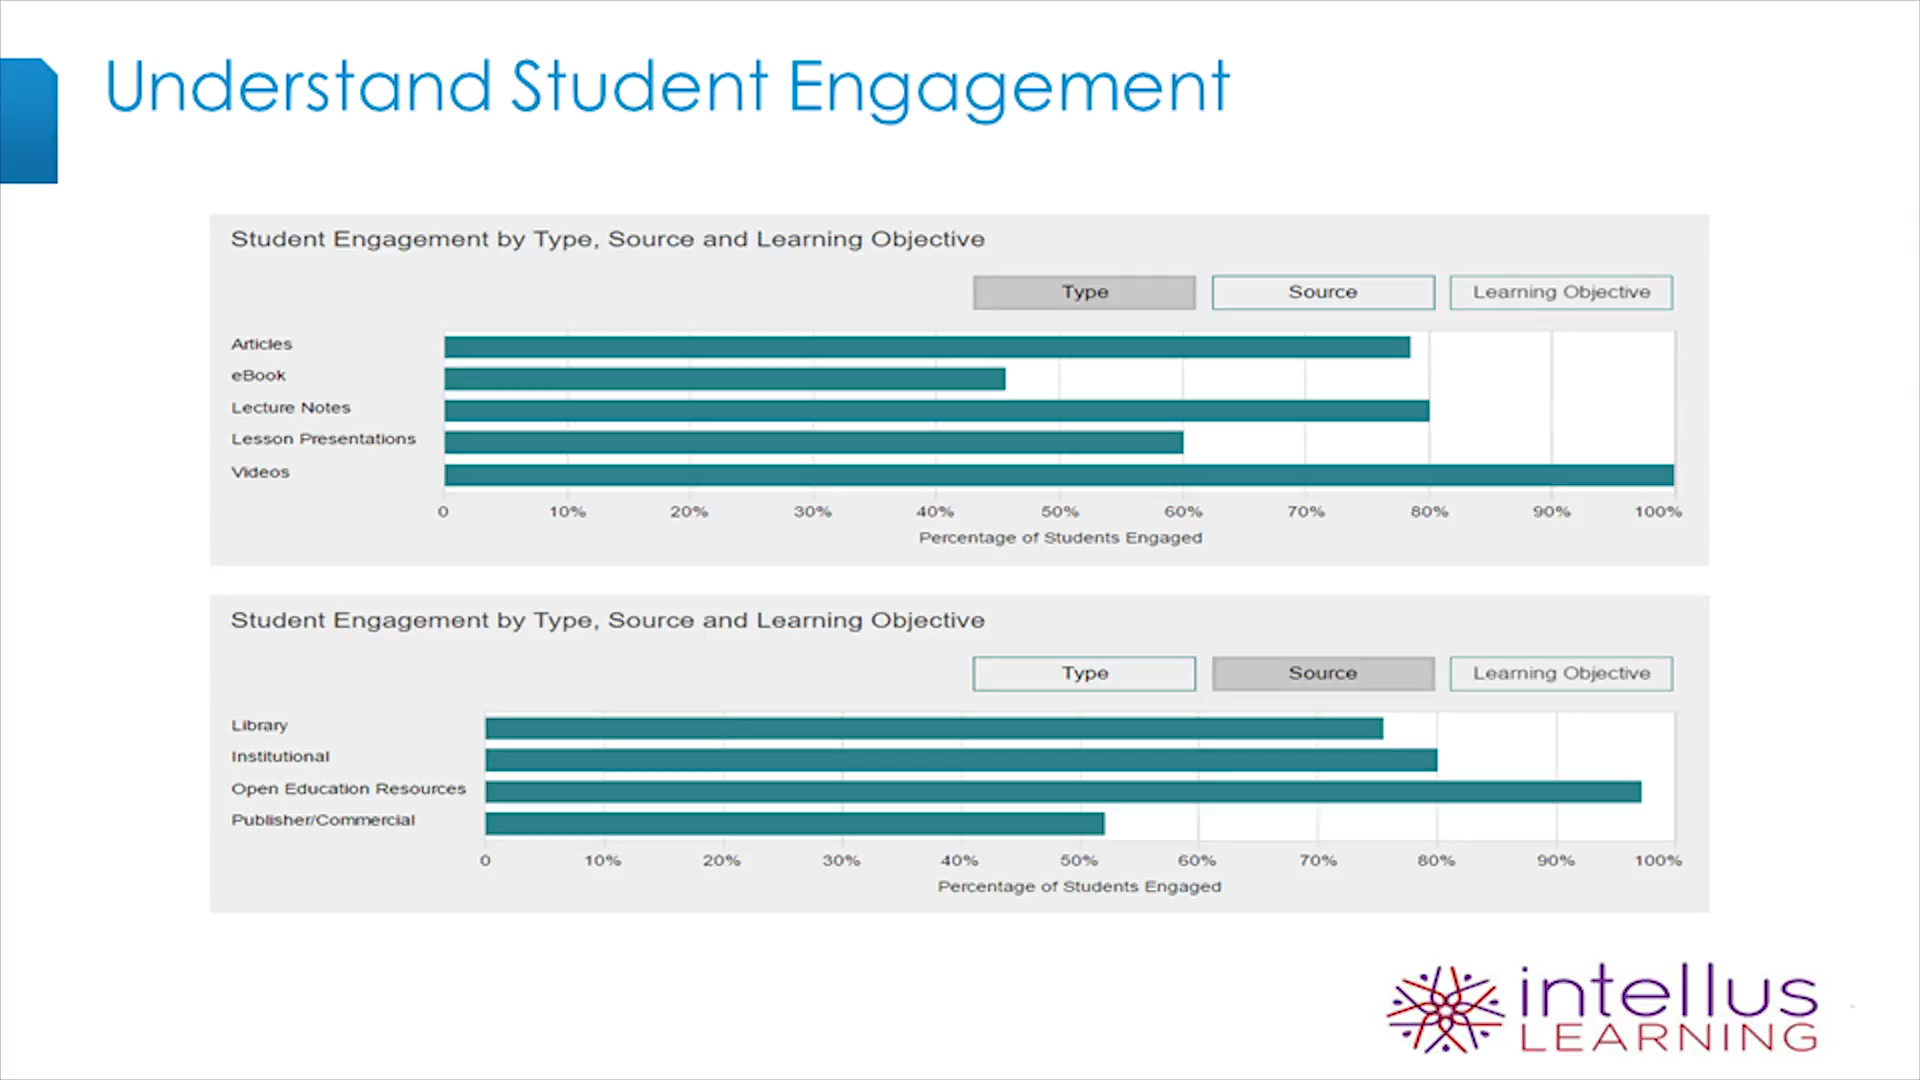 Understand Student Engagement
Student Engagement by Type, Source and Learning Objective
Type Source Learning Objective
Articles
eBook
Lecture Notes
Lesson Presentations
Videos
0 10% 20% 30% 40% 50% 60% 70% 80% 90% 100%
Percentage of Students Engaged
Student Engagement by Type, Source and Learning Objective
Type Source Learning Objective
Library
Institutional
Open Education Resources
Publisher/Commercial
0 10% 20% 30% 40% 50% 60% 70% 80% 90% 100%
Percentage of Students Engaged
intellus
LEARNING